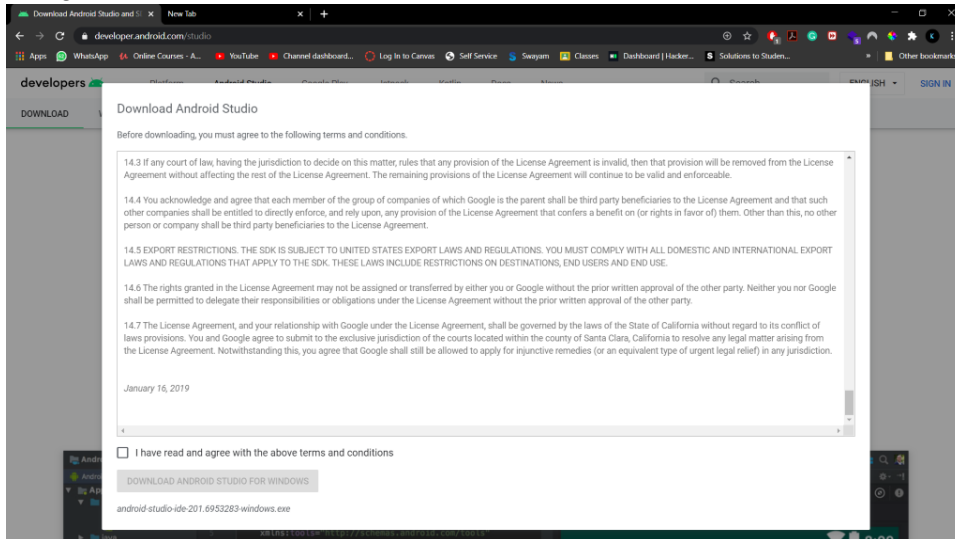 Download Android Studio and S
New Tab
developer.android.com/studio
Apps
WhatsApp
Online Courses - A...
YouTube
Channel dashboard...
Log In to Canvas
Self Service
Swayam
Classes
Dashboard | Hacker...
Solutions to Studen...
Other bookmarks
developers
ENGLISH
SIGN IN
DOWNLOAD
Download Android Studio
Before downloading, you must agree to the following terms and conditions.
14.3 If any court of law, having the jurisdiction to decide on this matter, rules that any provision of the License Agreement is invalid, then that provision will be removed from the License
Agreement without affecting the rest of the License Agreement. The remaining provisions of the License Agreement will continue to be valid and enforceable.
14.4 You acknowledge and agree that each member of the group of companies of which Google is the parent shall be third party beneficiaries to the License Agreement and that such
other companies shall be entitled to directly enforce, and rely upon, any provision of the License Agreement that confers a benefit on (or rights in favor of) them. Other than this, no other
person or company shall be third party beneficiaries to the License Agreement.
14.5 EXPORT RESTRICTIONS. THE SDK IS SUBJECT TO UNITED STATES EXPORT LAWS AND REGULATIONS. YOU MUST COMPLY WITH ALL DOMESTIC AND INTERNATIONAL EXPORT
LAWS AND REGULATIONS THAT APPLY TO THE SDK. THESE LAWS INCLUDE RESTRICTIONS ON DESTINATIONS, END USERS AND END USE.
14.6 The rights granted in the License Agreement may not be assigned or transferred by either you or Google without the prior written approval of the other party. Neither you nor Google
shall be permitted to delegate their responsibilities or obligations under the License Agreement without the prior written approval of the other party.
14.7 The License Agreement, and your relationship with Google under the License Agreement, shall be governed by the laws of the State of California without regard to its conflict of
laws provisions. You and Google agree to submit to the exclusive jurisdiction of the courts located within the county of Santa Clara, California to resolve any legal matter arising from
the License Agreement. Notwithstanding this, you agree that Google shall still be allowed to apply for injunctive remedies (or an equivalent type of urgent legal relief) in any jurisdiction.
January 16, 2019
I have read and agree with the above terms and conditions
DOWNLOAD ANDROID STUDIO FOR WINDOWS
android-studio-ide-201.6953283-windows.exe
xmlns:tools="http://schemas.android.com/tools"